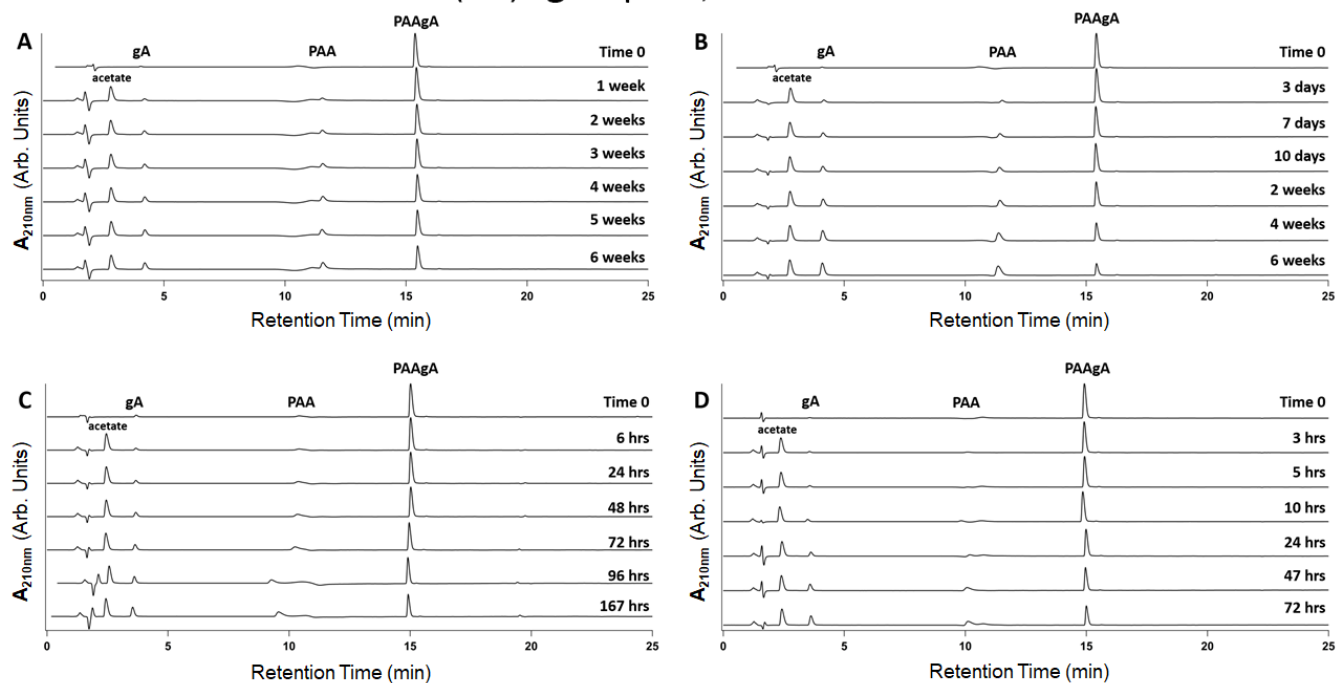 PAAgA
A
gA
PAA
Time 0
acetate
1 week
2 weeks
3 weeks
4 weeks
5 weeks
6 weeks
A210nm (Arb. Units)
0 5 10 15 20 25
Retention Time (min)
PAAgA
B
gA
PAA
Time 0
acetate
3 days
7 days
10 days
2 weeks
4 weeks
6 weeks
A210nm (Arb. Units)
0 5 10 15 20 25
Retention Time (min)
PAAgA
C
gA
PAA
Time 0
acetate
6 hrs
24 hrs
48 hrs
72 hrs
96 hrs
167 hrs
A210nm (Arb. Units)
0 5 10 15 20 25
Retention Time (min)
PAAgA
D
gA
PAA
Time 0
acetate
3 hrs
5 hrs
10 hrs
24 hrs
47 hrs
72 hrs
A210nm (Arb. Units)
0 5 10 15 20 25
Retention Time (min)